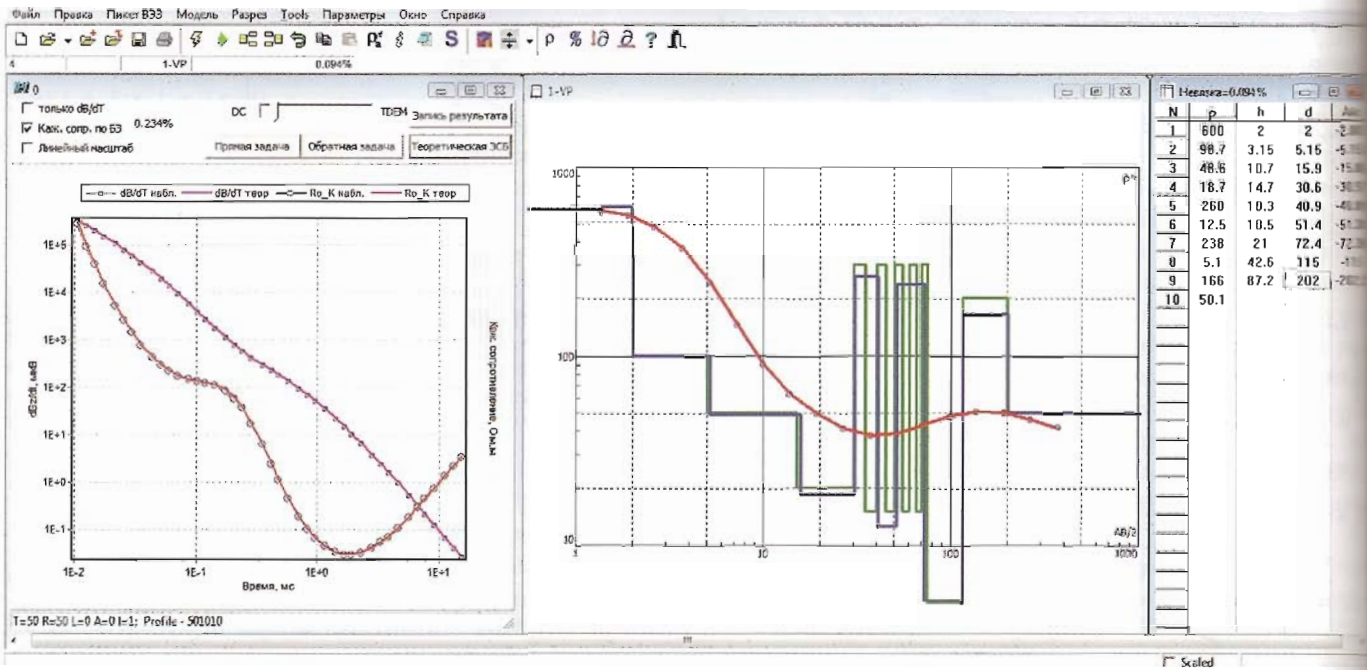 Файл Правка Пикет ВЭЗ Модель Разрез Tools Параметры Окно Справка
4 1-VP 0.094%
0
только dB/dT
Каж. сопр. по БЗ 0.234%
Линейный масштаб
DC TDEM Запись результата
Прямая задача Обратная задача Теоретическая ЭСБ
dB/dT набл. dB/dT теор Ro_K набл. Ro_K теор
dBz/dt, мкВ
1E+5
1E+4
1E+3
1E+2
1E+1
1E+0
1E-1
1E-2 1E-1 1E+0 1E+1
Время, мс
Каж. сопротивление, Ом.м
T=50 R=50 L=0 A=0 I=1; Profile - 501010
1-VP
1000
100
10
1 10 100 1000
AB/2
Невязка=0.094%
N ρ h d
1 600 2 2
2 98.7 3.15 5.15
3 48.6 10.7 15.9
4 18.7 14.7 30.6
5 260 10.3 40.9
6 12.5 10.5 51.4
7 238 21 72.4
8 5.1 42.6 115
9 166 87.2 202
10 50.1
Scaled